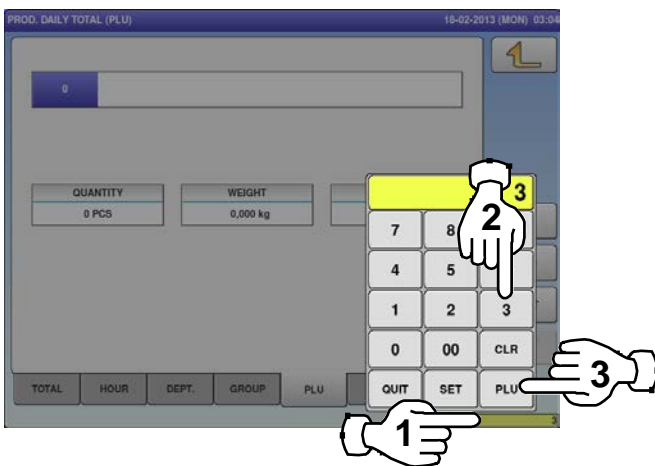 PROD. DAILY TOTAL (PLU) 18-02-2013 (MON) 03:04
0
QUANTITY WEIGHT
0 PCS 0,000 kg
3
7 8
2
4 5
1 2 3
0 00 CLR
QUIT SET PLU
3
TOTAL HOUR DEPT. GROUP PLU
1
3